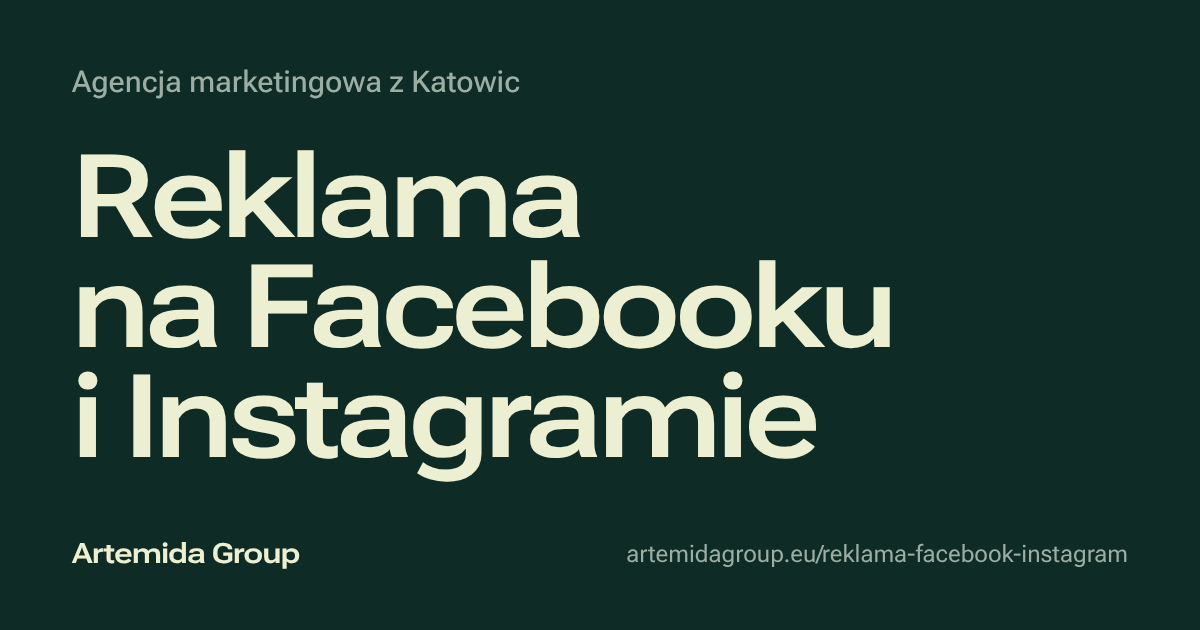 Agencja marketingowa z Katowic
Reklama
na Facebooku
i Instagramie
Artemida Group
artemidagroup.eu/reklama-facebook-instagram